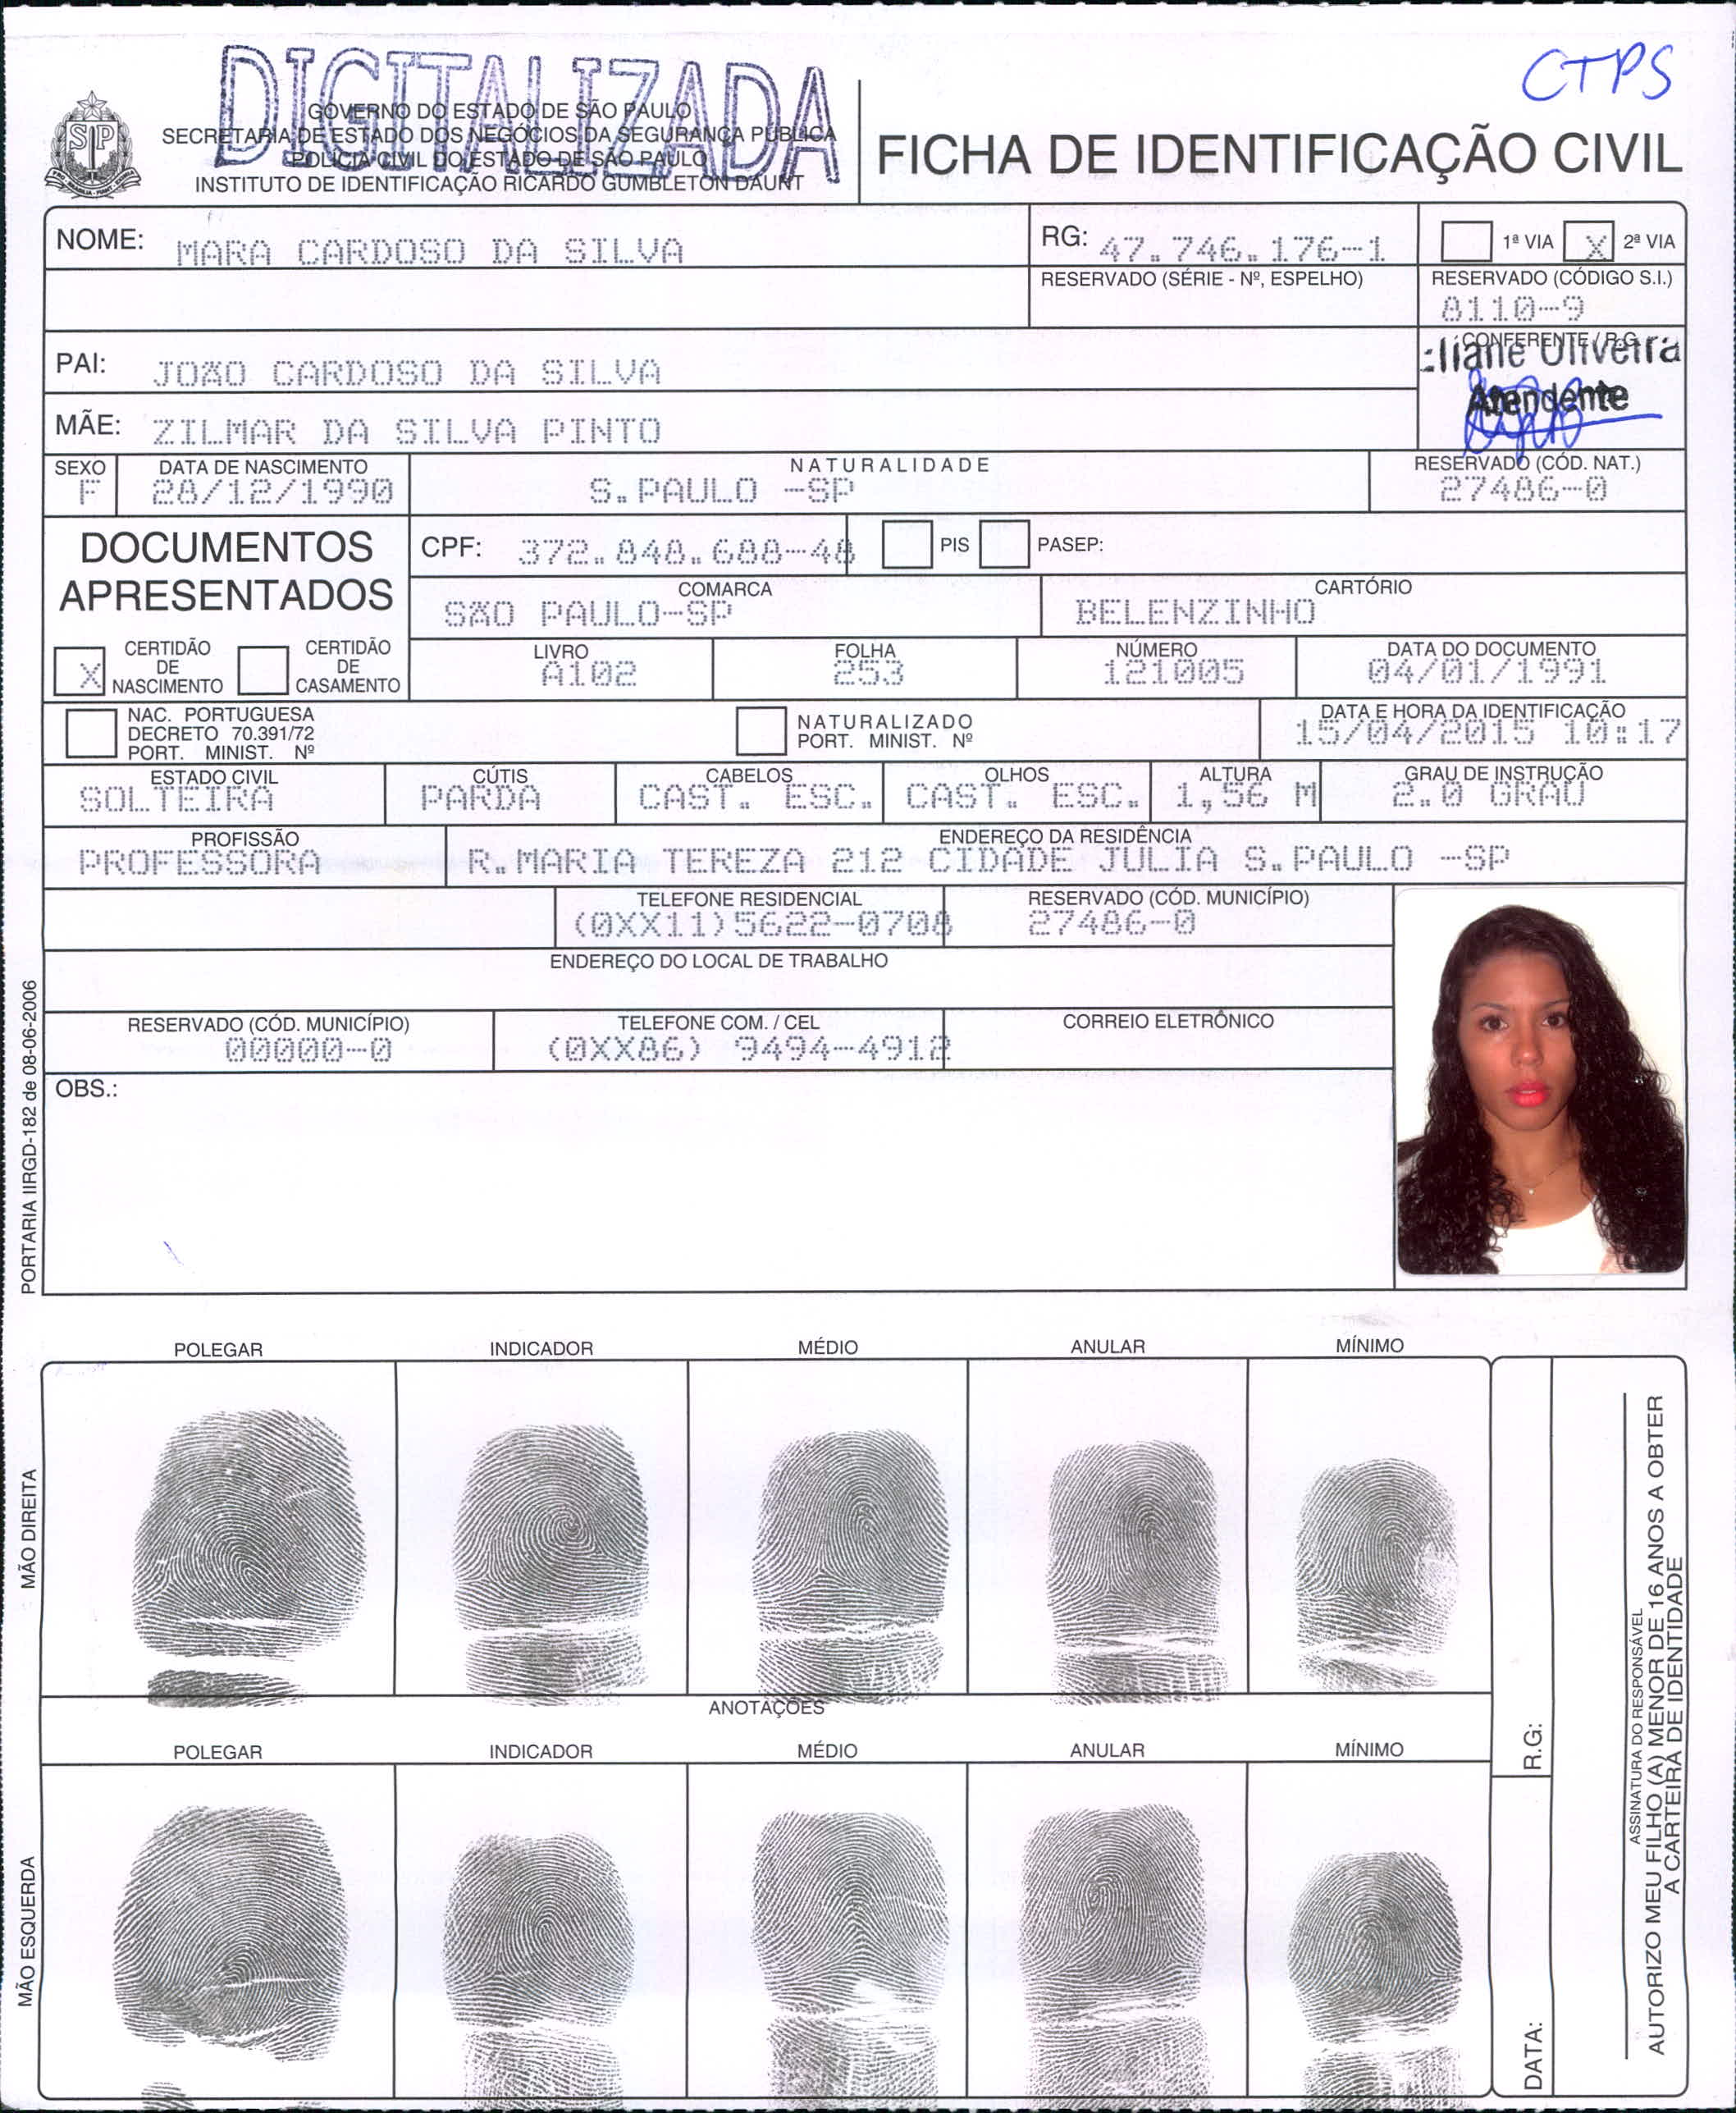 CTPS
DIGITALIZADA
GOVERNO DO ESTADO DE SÃO PAULO
SECRETARIA DE ESTADO DOS NEGÓCIOS DA SEGURANÇA PÚBLICA
POLÍCIA CIVIL DO ESTADO DE SÃO PAULO
INSTITUTO DE IDENTIFICAÇÃO RICARDO GUMBLETON DAUNT
FICHA DE IDENTIFICAÇÃO CIVIL
NOME: MARA CARDOSO DA SILVA
RG: 47.746.176-1
1ª VIA X 2ª VIA
RESERVADO (SÉRIE - Nº, ESPELHO)
RESERVADO (CÓDIGO S.I.)
8110-9
PAI: JOÃO CARDOSO DA SILVA
CONFERENTE / R.G.
Eliane Oliveira
Atendente
MÃE: ZILMAR DA SILVA PINTO
SEXO
F
DATA DE NASCIMENTO
28/12/1990
NATURALIDADE
S.PAULO -SP
RESERVADO (CÓD. NAT.)
27486-0
DOCUMENTOS
APRESENTADOS
CPF: 372.848.688-48
PIS
PASEP:
COMARCA
SÃO PAULO-SP
CARTÓRIO
BELENZINHO
X CERTIDÃO
DE
NASCIMENTO
CERTIDÃO
DE
CASAMENTO
LIVRO
A102
FOLHA
253
NÚMERO
121005
DATA DO DOCUMENTO
04/01/1991
NAC. PORTUGUESA
DECRETO 70.391/72
PORT. MINIST. Nº
NATURALIZADO
PORT. MINIST. Nº
DATA E HORA DA IDENTIFICAÇÃO
15/04/2015 10:17
ESTADO CIVIL
SOLTEIRA
CÚTIS
PARDA
CABELOS
CAST. ESC.
OLHOS
CAST. ESC.
ALTURA
1,56 M
GRAU DE INSTRUÇÃO
2.0 GRAU
PROFISSÃO
PROFESSORA
ENDEREÇO DA RESIDÊNCIA
R.MARIA TEREZA 212 CIDADE JULIA S.PAULO -SP
TELEFONE RESIDENCIAL
(0XX11)5622-0708
RESERVADO (CÓD. MUNICÍPIO)
27486-0
ENDEREÇO DO LOCAL DE TRABALHO
RESERVADO (CÓD. MUNICÍPIO)
00000-0
TELEFONE COM. / CEL
(0XX86) 9494-4912
CORREIO ELETRÔNICO
OBS.:
PORTARIA IIRGD-182 de 08-06-2006
POLEGAR INDICADOR MÉDIO ANULAR MÍNIMO
MÃO DIREITA
ANOTAÇÕES
POLEGAR INDICADOR MÉDIO ANULAR MÍNIMO
MÃO ESQUERDA
R.G:
DATA:
ASSINATURA DO RESPONSÁVEL
AUTORIZO MEU FILHO (A) MENOR DE 16 ANOS A OBTER
A CARTEIRA DE IDENTIDADE